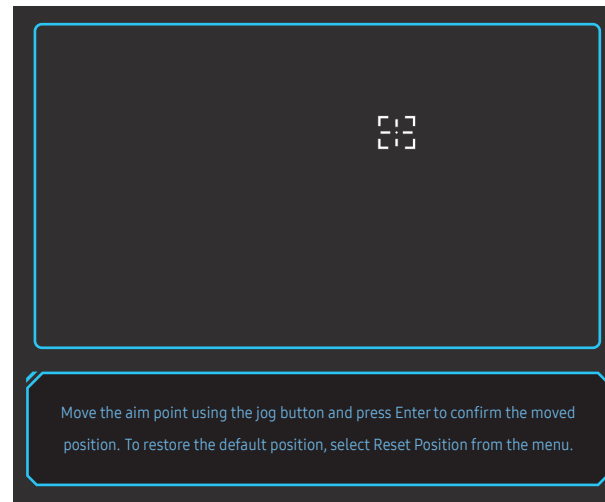 Move the aim point using the jog button and press Enter to confirm the moved
position. To restore the default position, select Reset Position from the menu.